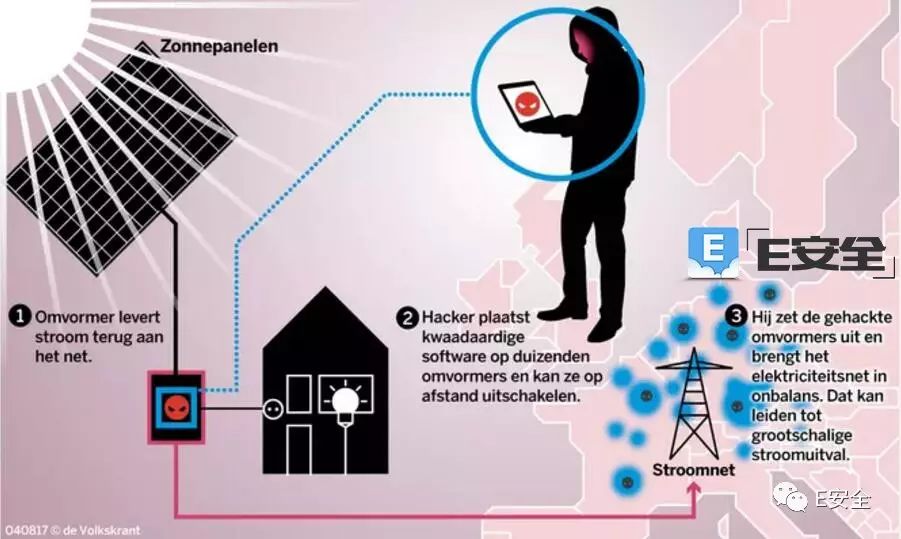 Zonnepanelen
E
E安全
1 Omvormer levert
stroom terug aan
het net.
2 Hacker plaatst
kwaadaardige
software op duizenden
omvormers en kan ze op
afstand uitschakelen.
3 Hij zet de gehackte
omvormers uit en
brengt het
elektriciteitsnet in
onbalans. Dat kan
leiden tot
grootschalige
stroomuitval.
Stroomnet
E安全
040817 © de Volkskrant